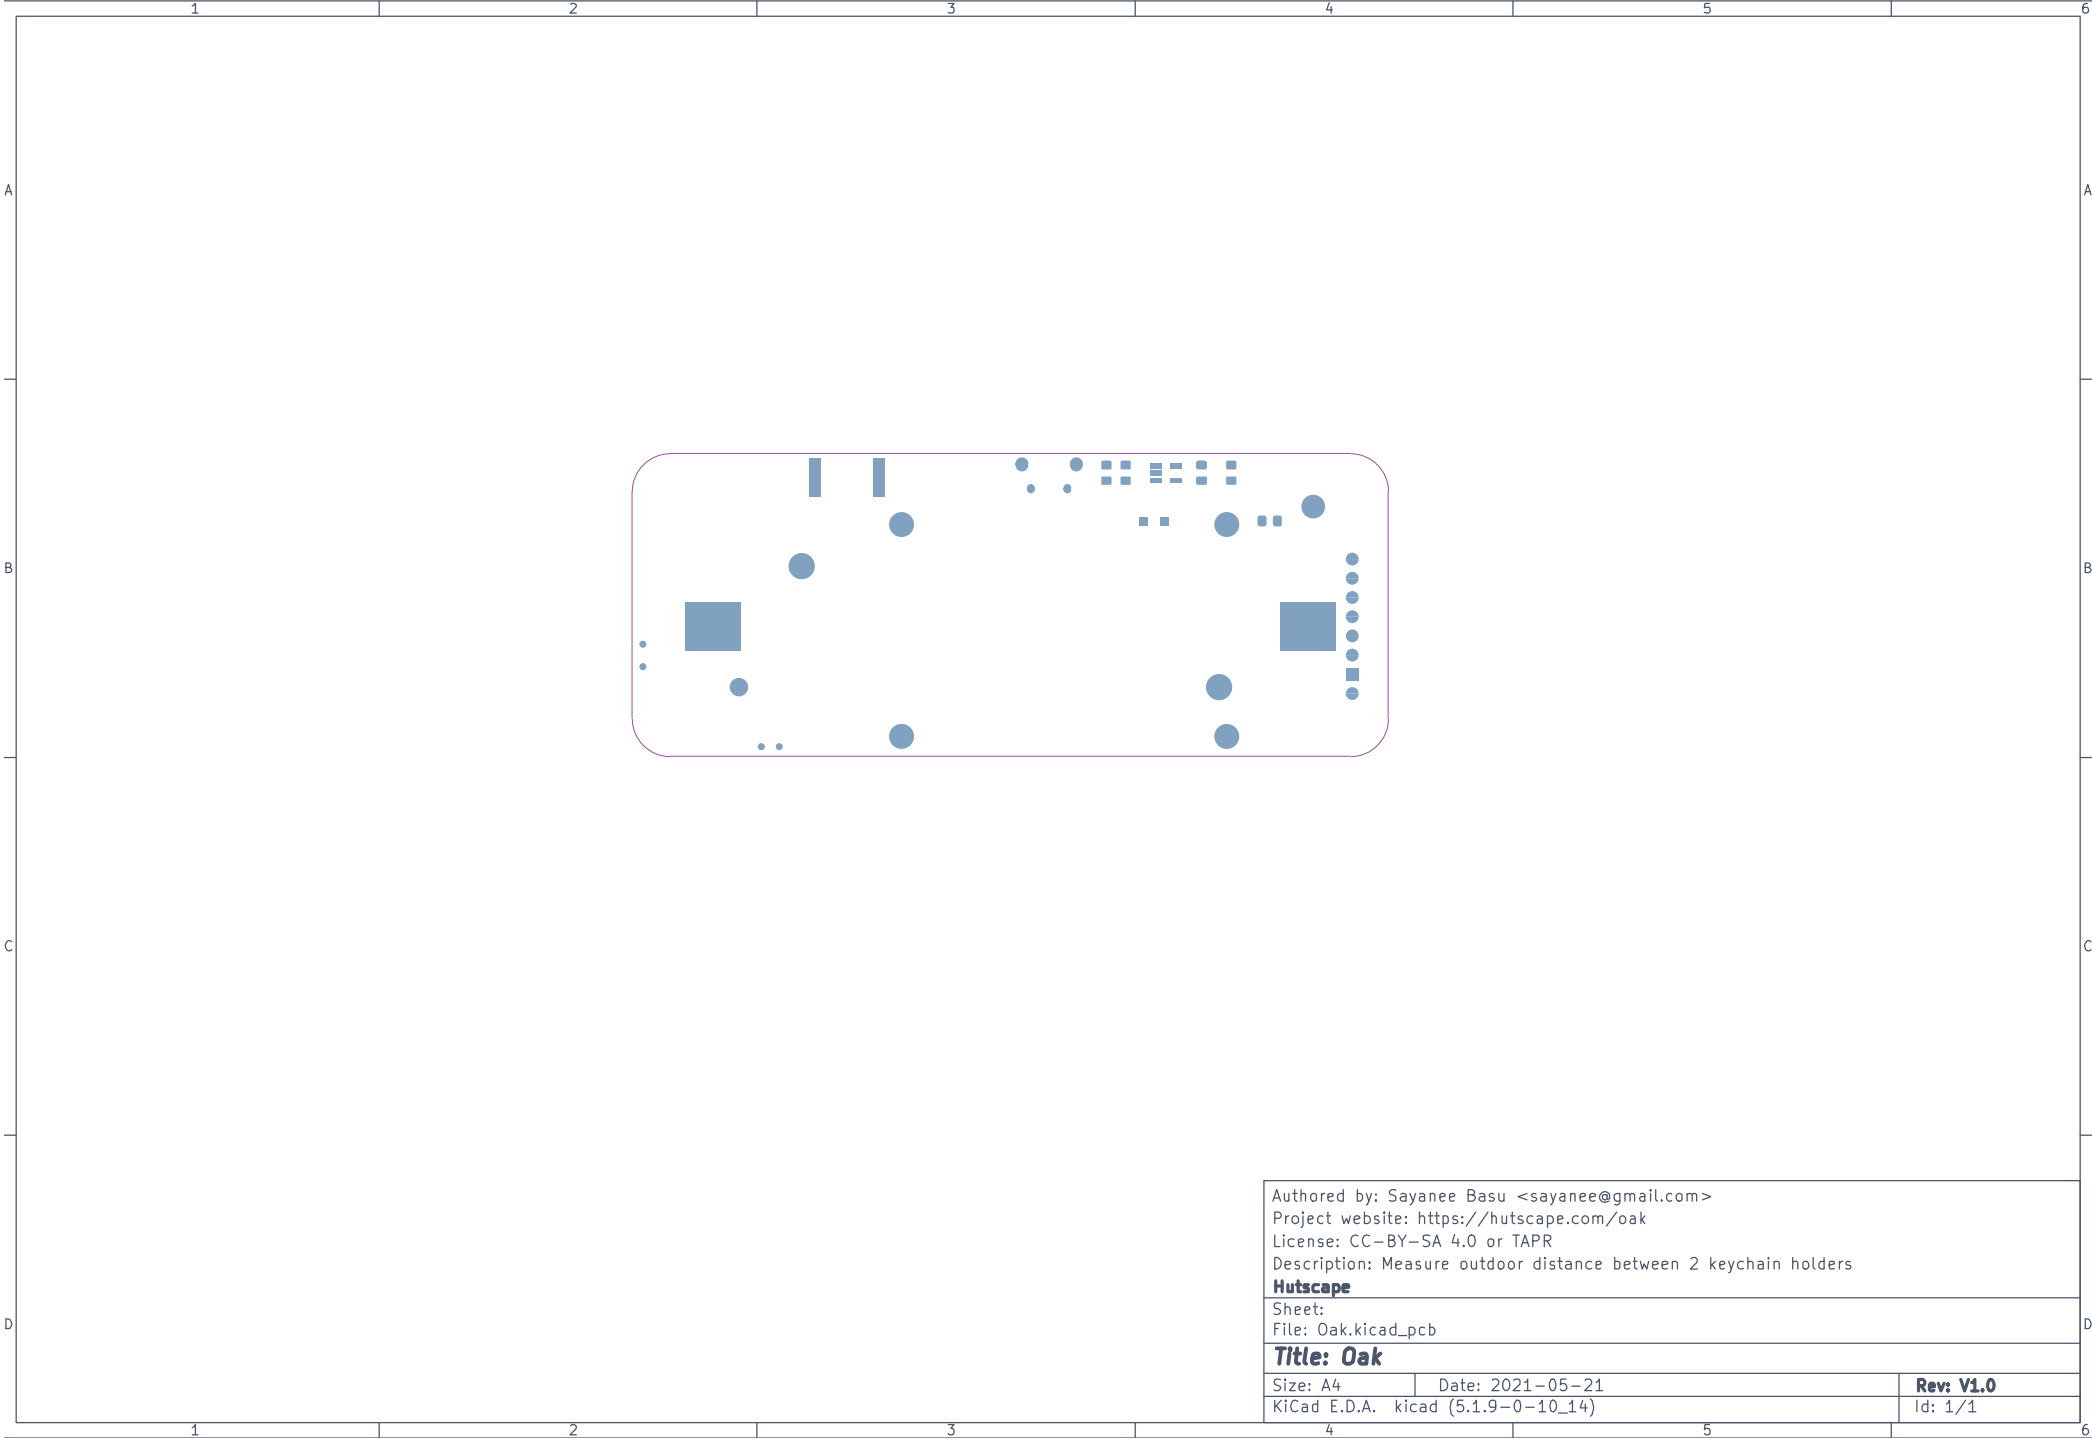 1 2 3 4 5 6
A A
B B
C C
Authored by: Sayanee Basu <sayanee@gmail.com>
Project website: https://hutscape.com/oak
License: CC-BY-SA 4.0 or TAPR
Description: Measure outdoor distance between 2 keychain holders
Hutscape
Sheet:
D D
File: Oak.kicad_pcb
Title: Oak
Size: A4 Date: 2021-05-21 Rev: V1.0
KiCad E.D.A. kicad (5.1.9-0-10_14) Id: 1/1
1 2 3 4 5 6